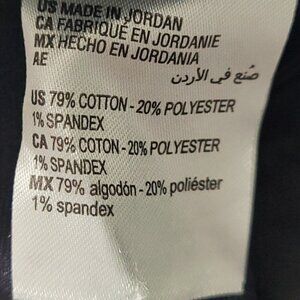 US MADE IN JORDAN
CA FABRIQUÉ EN JORDANIE
MX HECHO EN JORDANIA
AE
صُنع في الأردن
US 79% COTTON - 20% POLYESTER
1% SPANDEX
CA 79% COTON - 20% POLYESTER
1% SPANDEX
MX 79% algodón - 20% poliéster
1% spandex